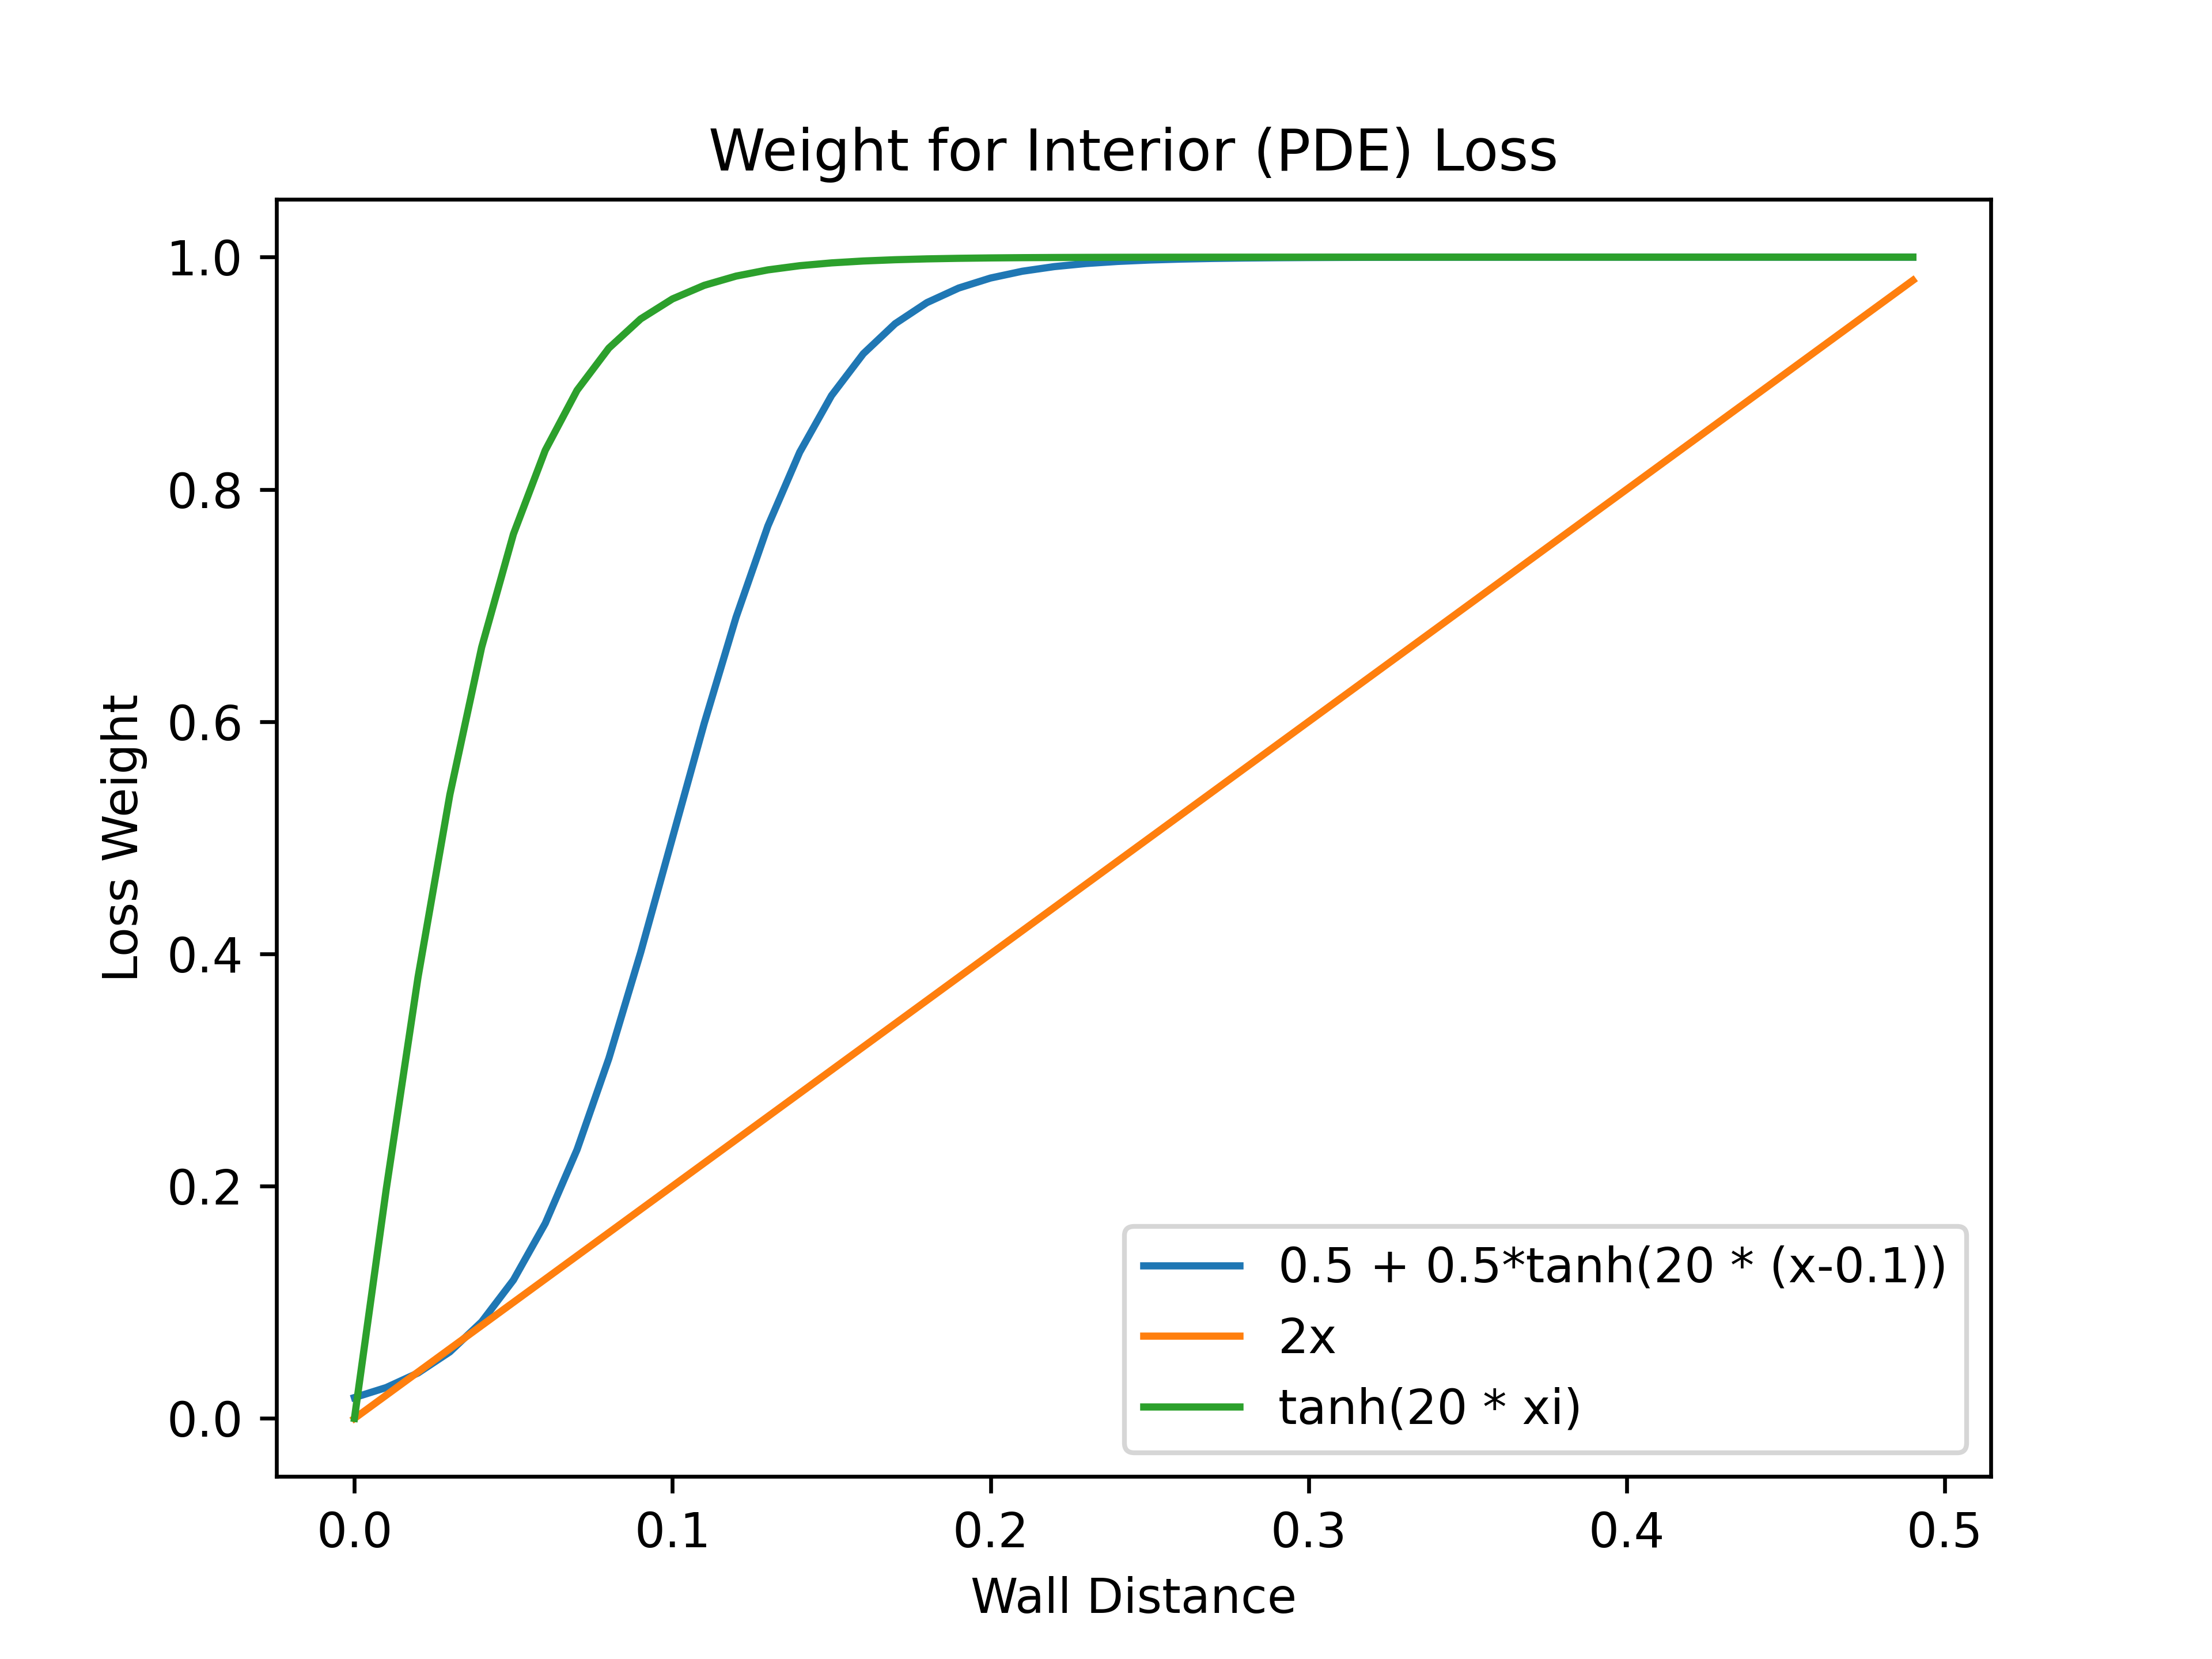 Weight for Interior (PDE) Loss
Loss Weight
1.0
0.8
0.6
0.4
0.2
0.0
0.0 0.1 0.2 0.3 0.4 0.5
Wall Distance
0.5 + 0.5*tanh(20 * (x-0.1))
2x
tanh(20 * xi)